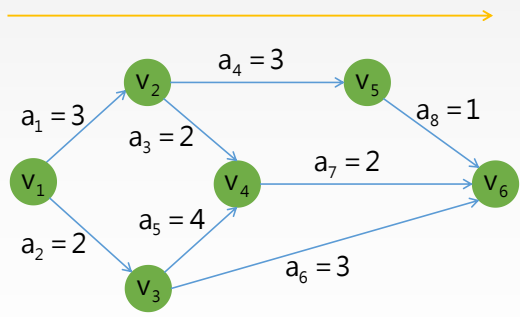 a₄ = 3
v₂
v₅
a₁ = 3
a₈ = 1
a₃ = 2
a₇ = 2
v₁
v₄
v₆
a₅ = 4
a₂ = 2
a₆ = 3
v₃